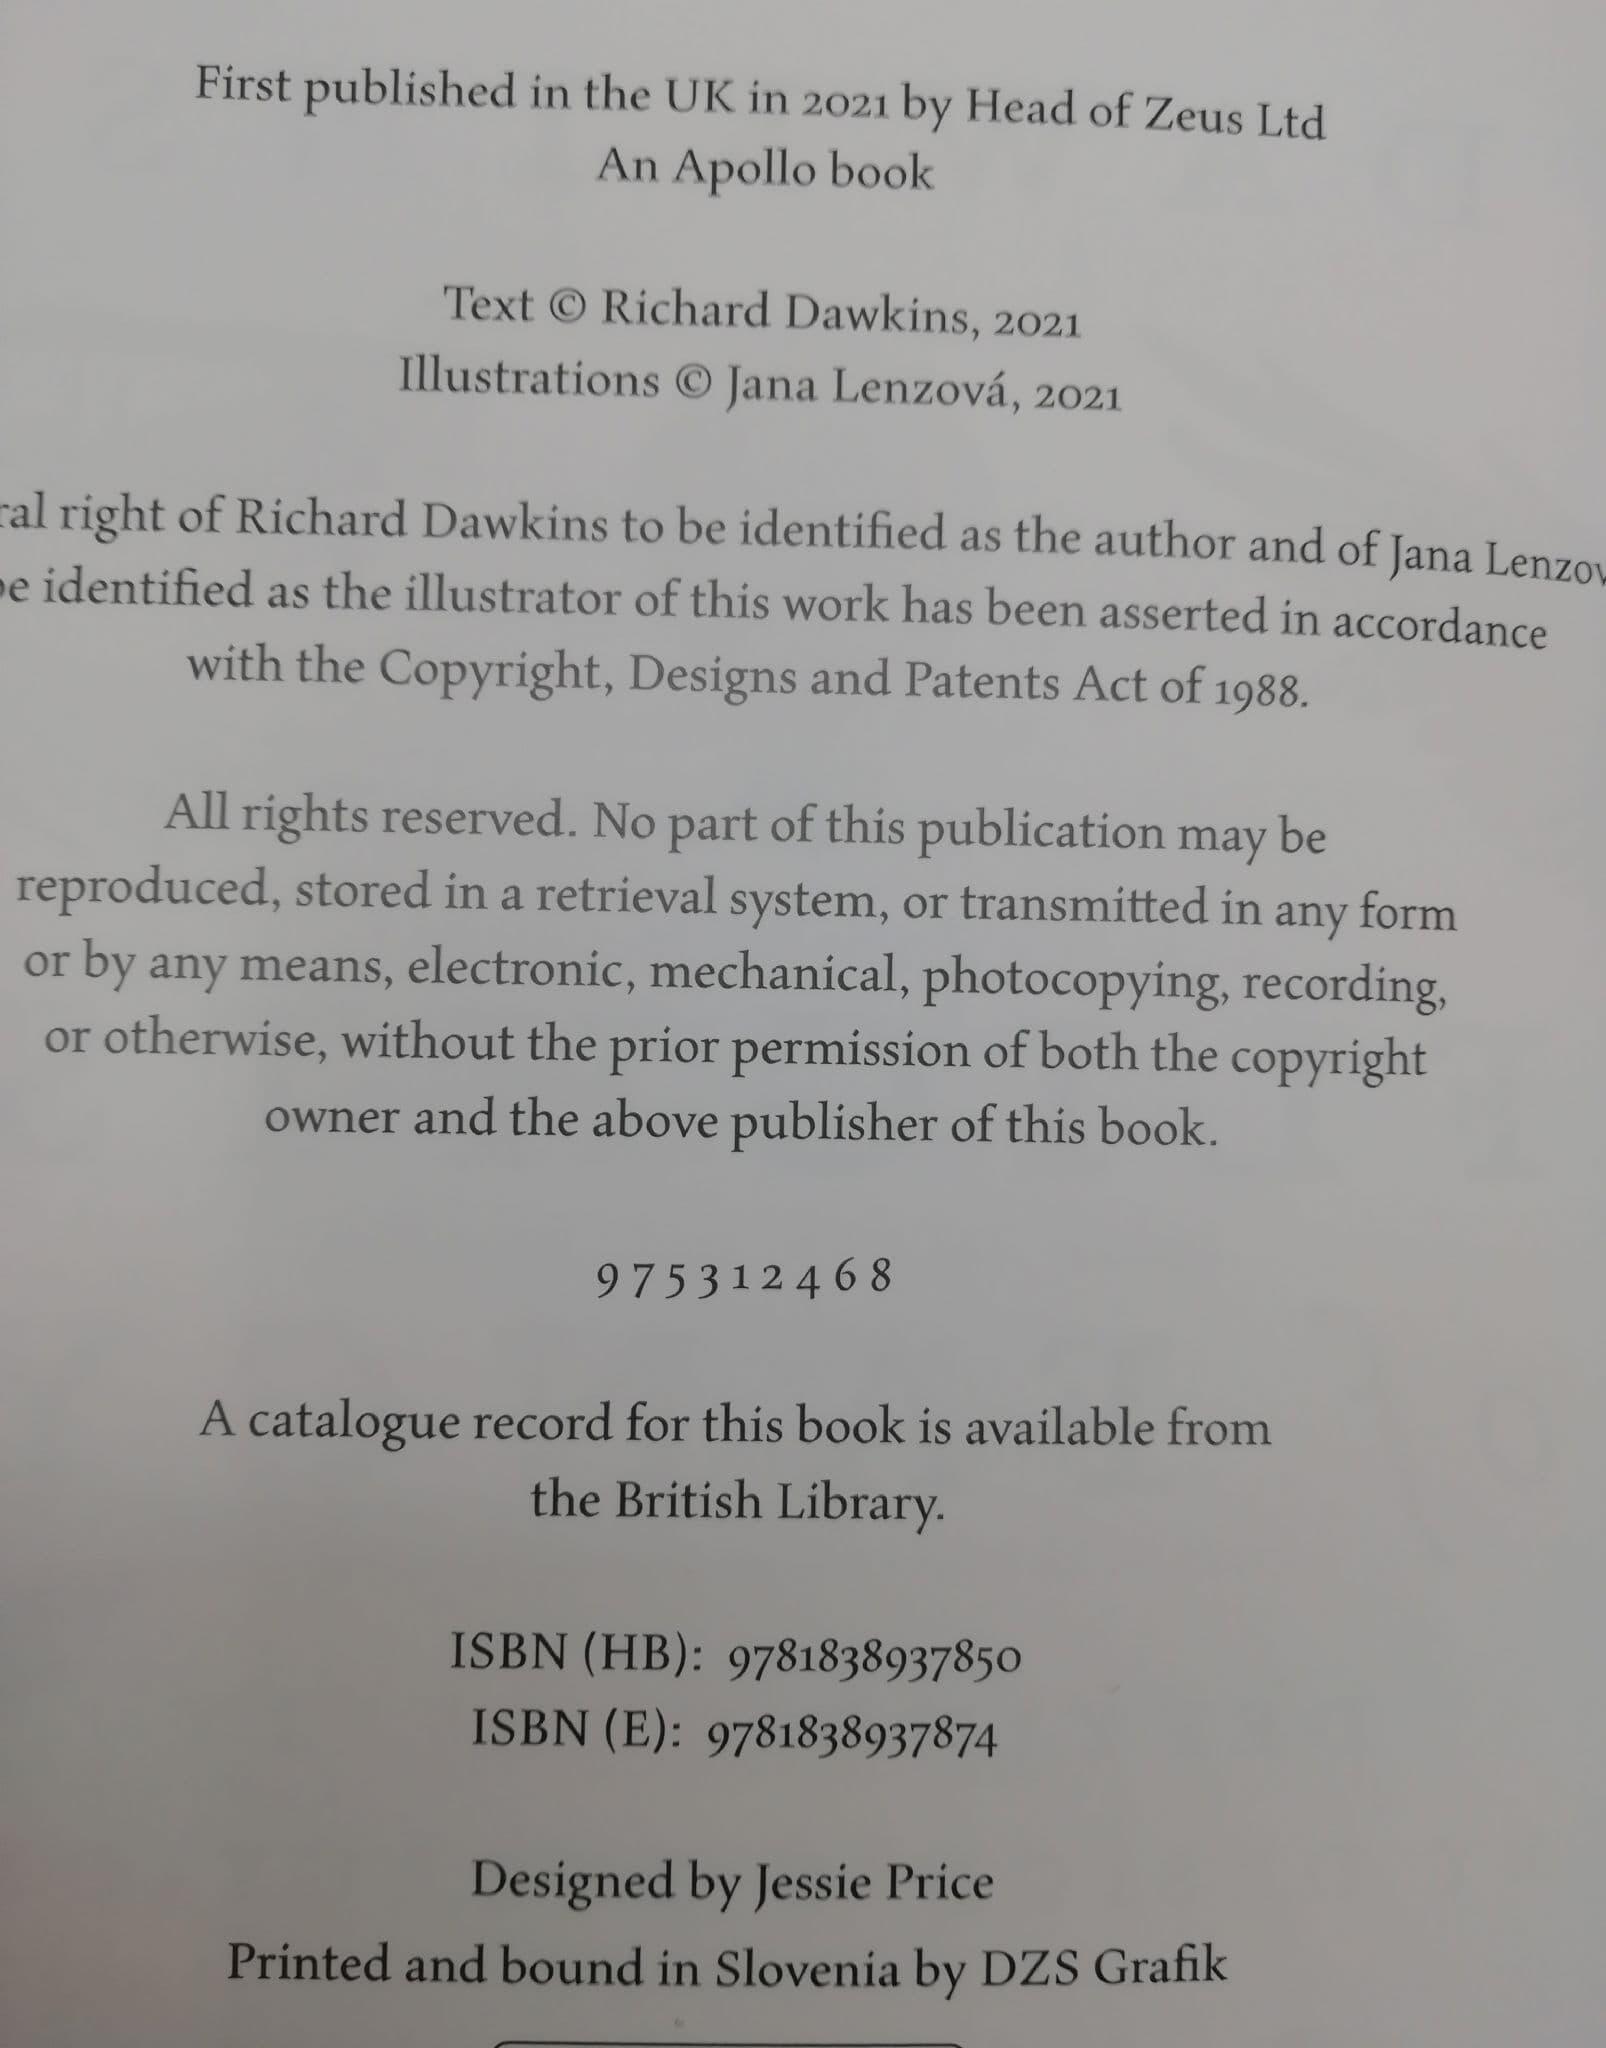 First published in the UK in 2021 by Head of Zeus Ltd
An Apollo book
Text © Richard Dawkins, 2021
Illustrations © Jana Lenzová, 2021
right of Richard Dawkins to be identified as the author and of Jana
identified as the illustrator of this work has been asserted in accordance
with the Copyright, Designs and Patents Act of 1988.
All rights reserved. No part of this publication may be
reproduced, stored in a retrieval system, or transmitted in any form
or by any means, electronic, mechanical, photocopying, recording,
or otherwise, without the prior permission of both the copyright
owner and the above publisher of this book.
9 7 5 3 1 2 4 6 8
A catalogue record for this book is available from
the British Library.
ISBN (HB): 9781838937850
ISBN (E): 9781838937874
Designed by Jessie Price
Printed and bound in Slovenia by DZS Grafik